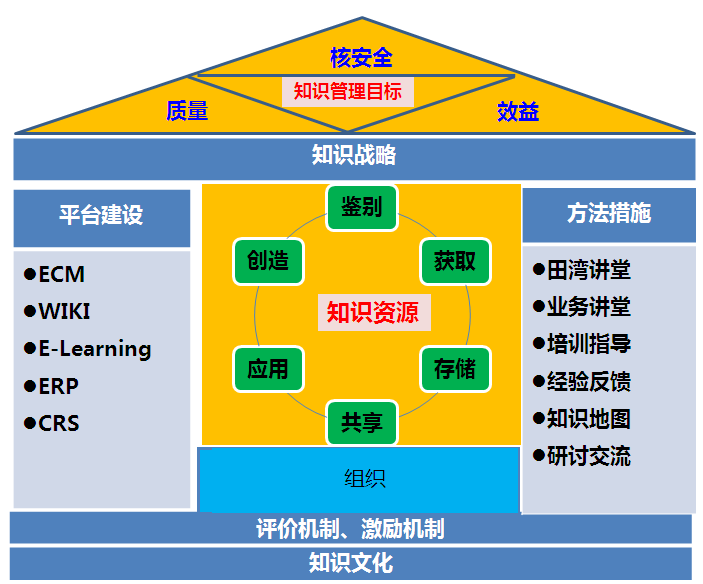 核安全
知识管理目标
质量
效益
知识战略
平台建设
●ECM
●WIKI
●E-Learning
●ERP
●CRS
鉴别
获取
存储
共享
应用
创造
知识资源
组织
方法措施
●田湾讲堂
●业务讲堂
●培训指导
●经验反馈
●知识地图
●研讨交流
评价机制、激励机制
知识文化